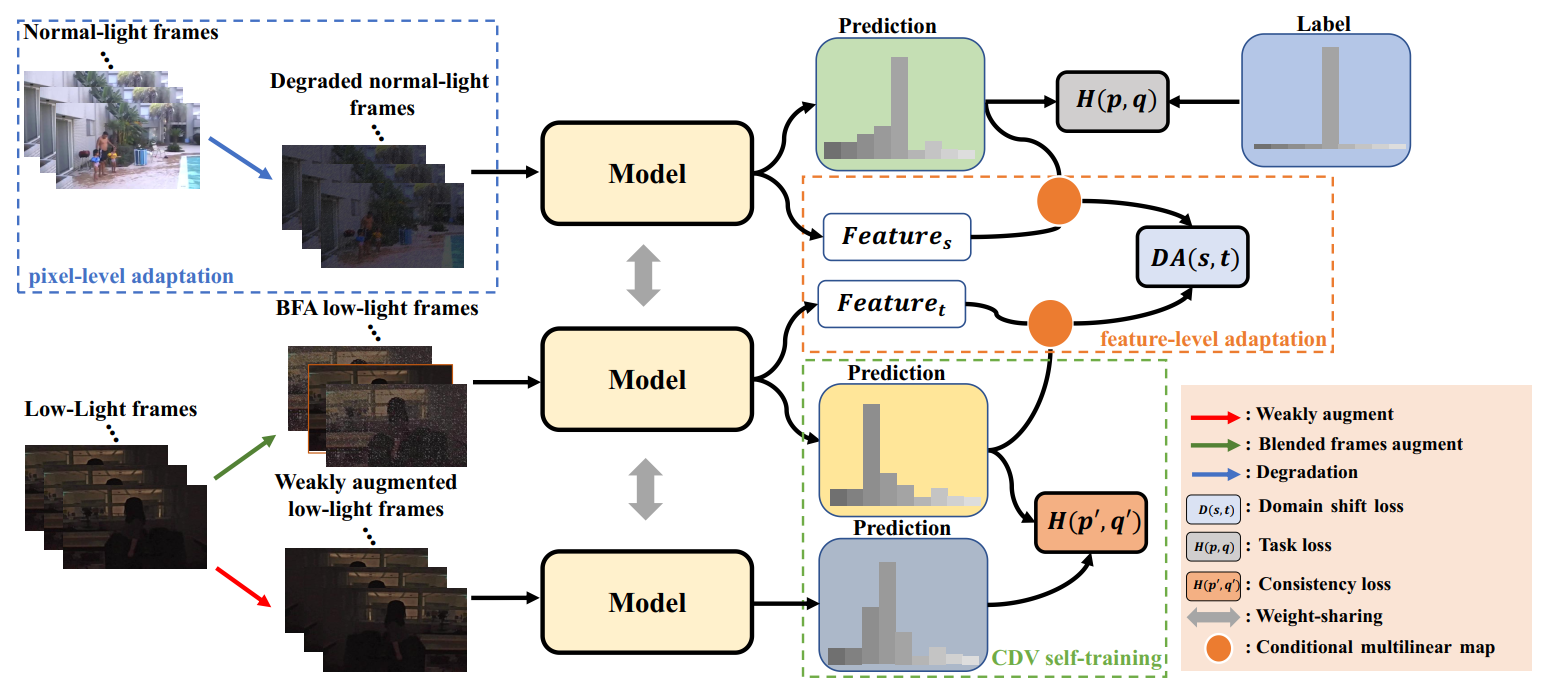 Normal-light frames
Degraded normal-light
frames
pixel-level adaptation
Model
Prediction
H(p, q)
Label
Feature_s
DA(s, t)
Feature_t
feature-level adaptation
BFA low-light frames
Model
Low-Light frames
Weakly augmented
low-light frames
Model
Prediction
Prediction
H(p′, q′)
CDV self-training
: Weakly augment
: Blended frames augment
: Degradation
D(s, t) : Domain shift loss
H(p, q) : Task loss
H(p′, q′) : Consistency loss
: Weight-sharing
: Conditional multilinear map